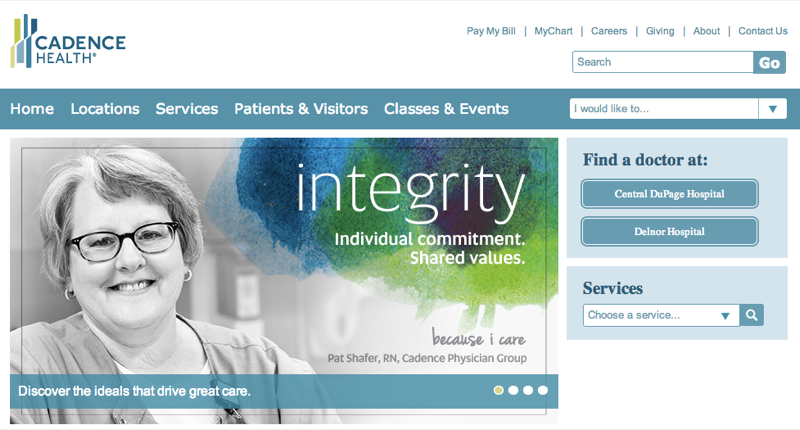 CADENCE
HEALTH®
Pay My Bill | MyChart | Careers | Giving | About | Contact Us
Search
Go
Home Locations Services Patients & Visitors Classes & Events
I would like to...
integrity
Individual commitment.
Shared values.
because i care
Pat Shafer, RN, Cadence Physician Group
Discover the ideals that drive great care.
Find a doctor at:
Central DuPage Hospital
Delnor Hospital
Services
Choose a service...